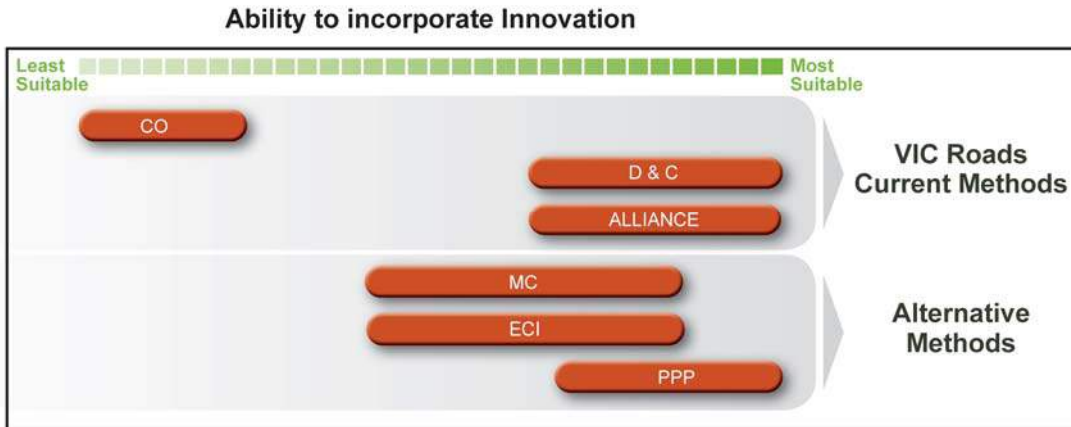 Ability to incorporate Innovation
Least
Suitable
Most
Suitable
CO
D & C
ALLIANCE
VIC Roads
Current Methods
MC
ECI
PPP
Alternative
Methods